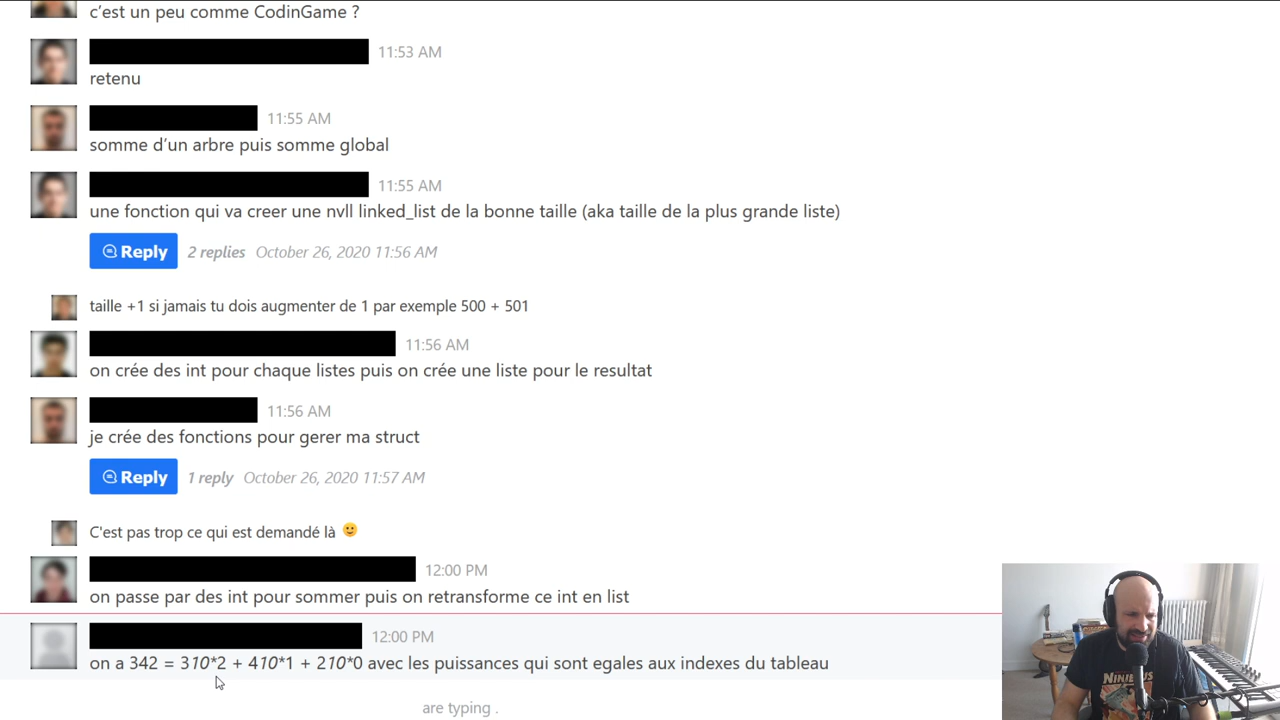 c’est un peu comme CodinGame ?
11:53 AM
retenu
11:55 AM
somme d’un arbre puis somme global
11:55 AM
une fonction qui va creer une nvll linked_list de la bonne taille (aka taille de la plus grande liste)
Reply 2 replies October 26, 2020 11:56 AM
taille +1 si jamais tu dois augmenter de 1 par exemple 500 + 501
11:56 AM
on crée des int pour chaque listes puis on crée une liste pour le resultat
11:56 AM
je crée des fonctions pour gerer ma struct
Reply 1 reply October 26, 2020 11:57 AM
C'est pas trop ce qui est demandé là 🙂
12:00 PM
on passe par des int pour sommer puis on retransforme ce int en list
12:00 PM
on a 342 = 310*2 + 410*1 + 210*0 avec les puissances qui sont egales aux indexes du tableau
are typing .